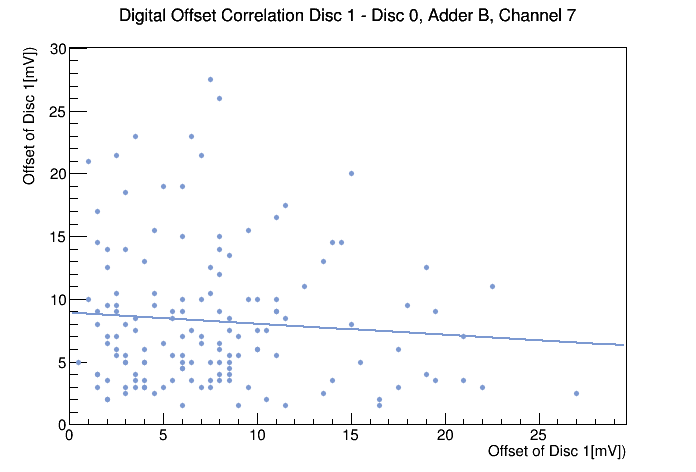 Digital Offset Correlation Disc 1 - Disc 0, Adder B, Channel 7
Offset of Disc 1[mV])
30
25
20
15
10
5
0
0 5 10 15 20 25
Offset of Disc 1[mV])